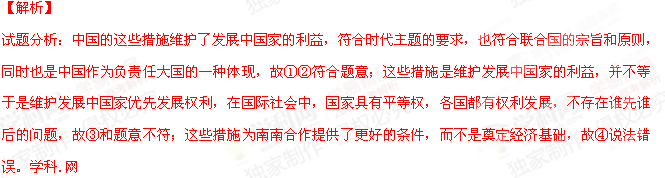 【解析】
试题分析：中国的这些措施维护了发展中国家的利益，符合时代主题的要求，也符合联合国的宗旨和原则，
同时也是中国作为负责任大国的一种体现，故①②符合题意；这些措施是维护发展中国家的利益，并不等
于是维护发展中国家优先发展权利，在国际社会中，国家具有平等权，各国都有权利发展，不存在谁先谁
后的问题，故③和题意不符；这些措施为南南合作提供了更好的条件，而不是奠定经济基础，故④说法错
误。学科.网